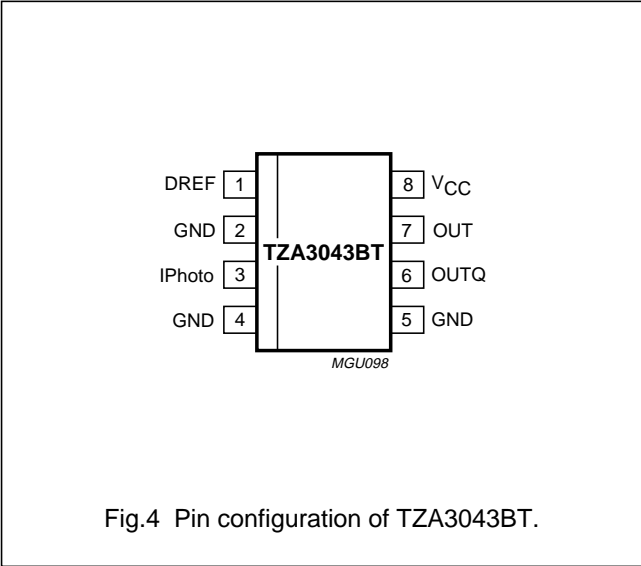 DREF 1
GND 2
IPhoto 3
GND 4
TZA3043BT
8 VCC
7 OUT
6 OUTQ
5 GND
MGU098
Fig.4 Pin configuration of TZA3043BT.